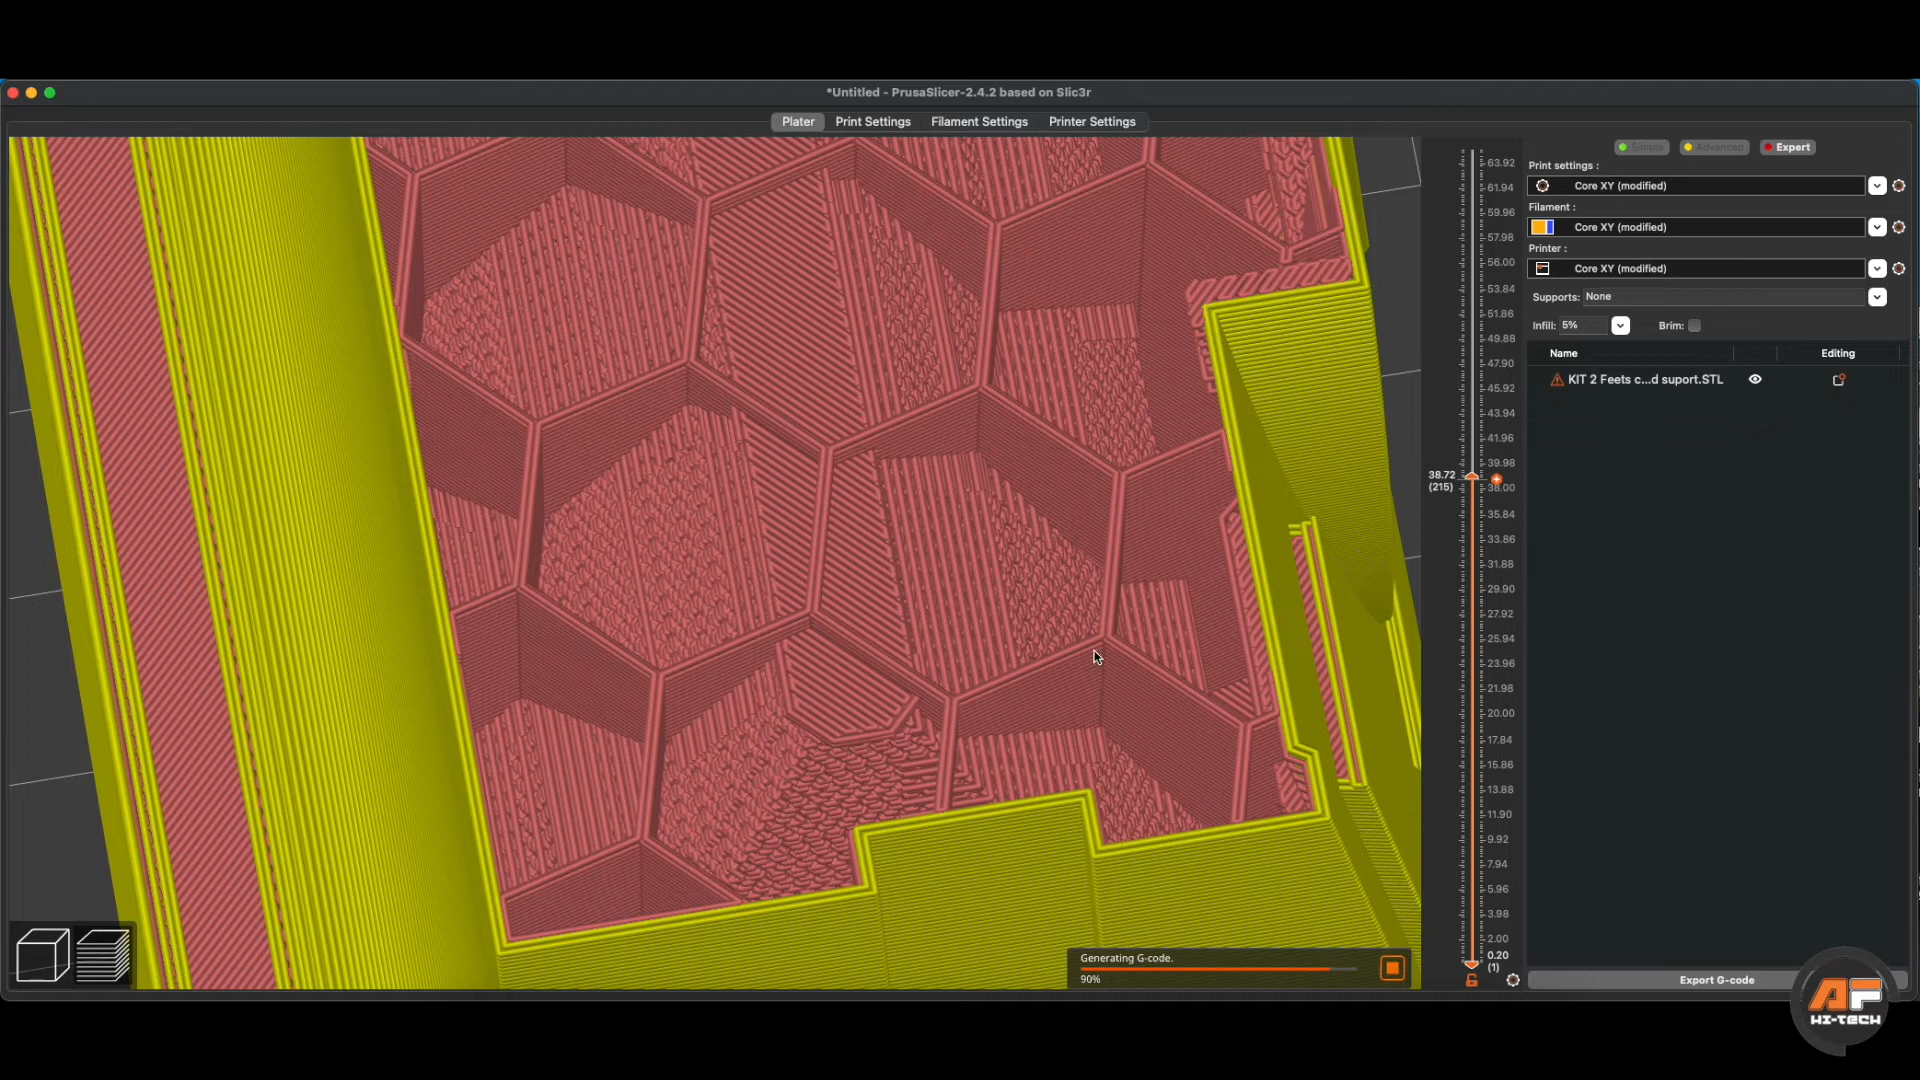 *Untitled - PrusaSlicer-2.4.2 based on Slic3r
Plater Print Settings Filament Settings Printer Settings
Simple Advanced Expert
Print settings :
Core XY (modified)
Filament :
Core XY (modified)
Printer :
Core XY (modified)
Supports: None
Infill: 5% Brim:
Name Editing
KIT 2 Feets c...d suport.STL
63.92
61.94
59.96
57.98
56.00
53.84
51.86
49.88
47.90
45.92
43.94
41.96
39.98
38.72
(215)
38.00
35.84
33.86
31.88
29.90
27.92
25.94
23.96
21.98
20.00
17.84
15.86
13.88
11.90
9.92
7.94
5.96
3.98
2.00
0.20
(1)
Generating G-code.
90%
Export G-code
AF
HI-TECH